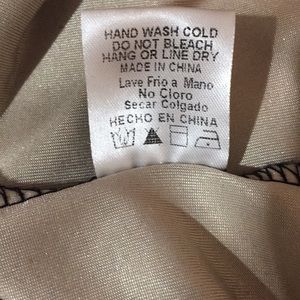 HAND WASH COLD
DO NOT BLEACH
HANG OR LINE DRY
MADE IN CHINA
Lave Frio a Mano
No Cloro
Secar Colgado
HECHO EN CHINA